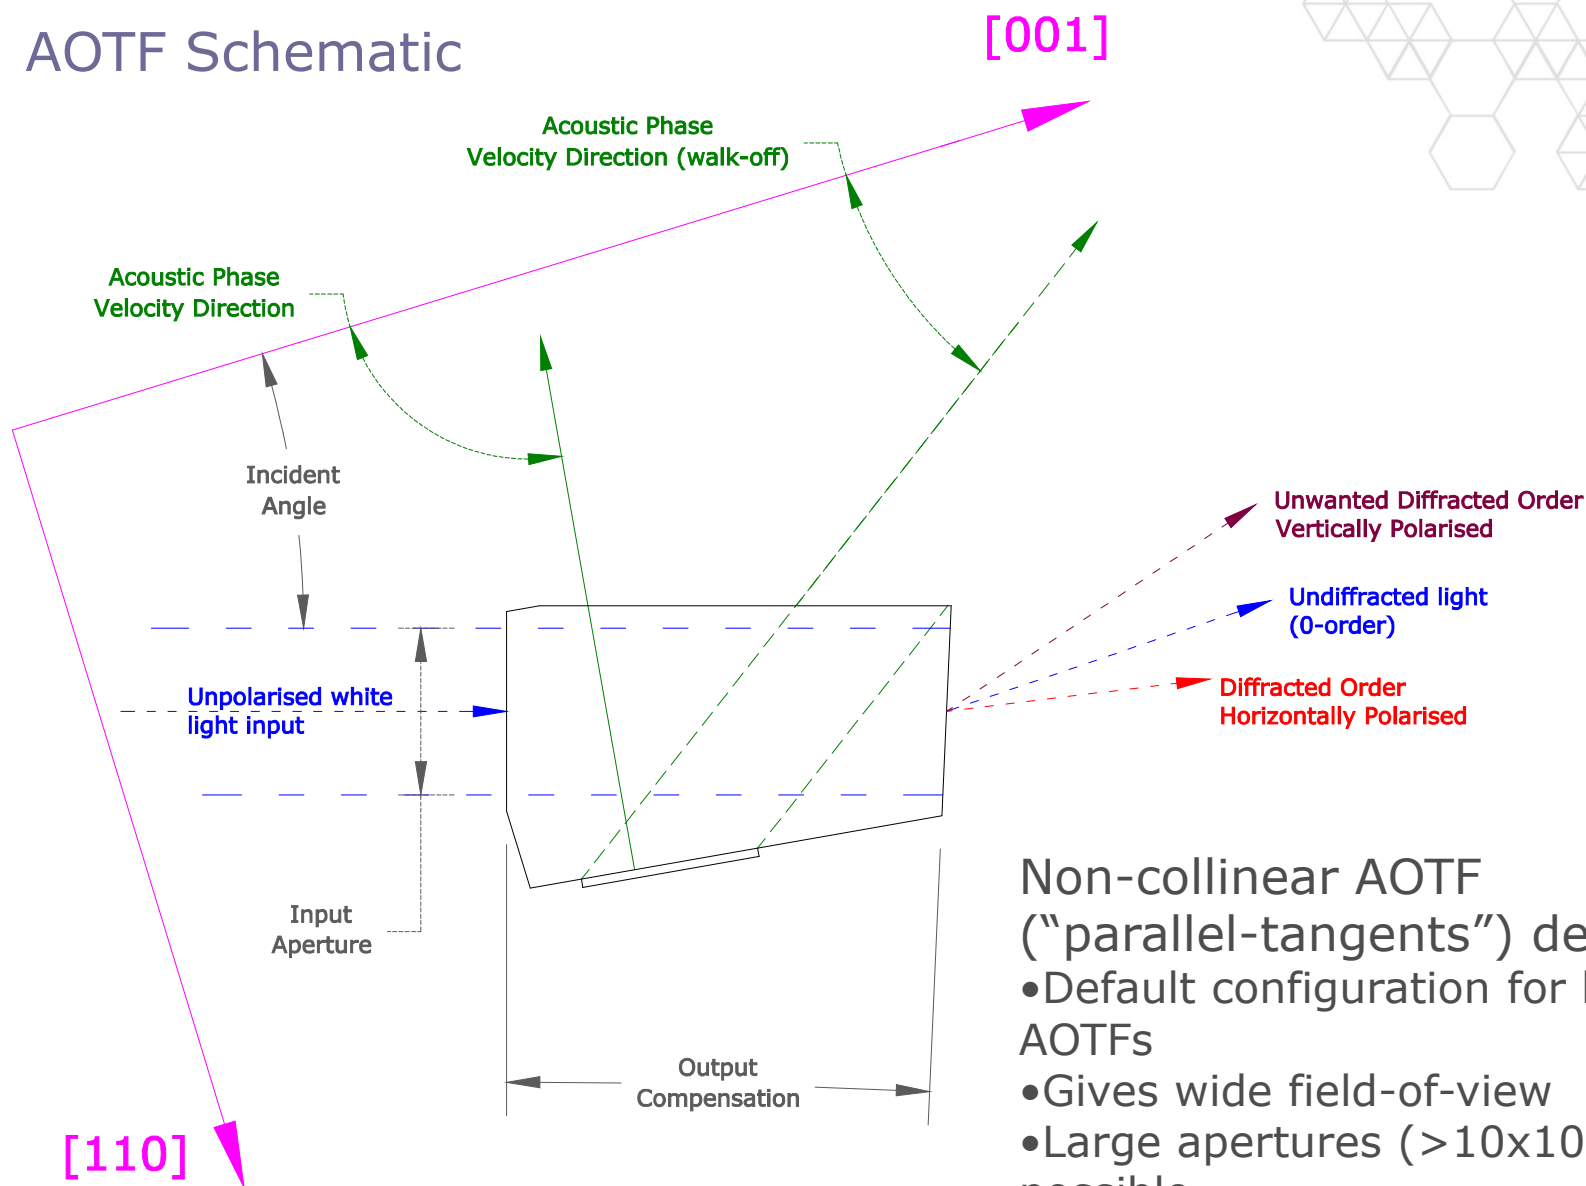 AOTF Schematic
[001]
Acoustic Phase
Velocity Direction (walk-off)
Acoustic Phase
Velocity Direction
Incident
Angle
Unwanted Diffracted Order
Vertically Polarised
Undiffracted light
(0-order)
Unpolarised white
light input
Diffracted Order
Horizontally Polarised
Input
Aperture
Output
Compensation
[110]
Non-collinear AOTF
(“parallel-tangents”)
•Default configuration for
AOTFs
•Gives wide field-of-view
•Large apertures (>10x10